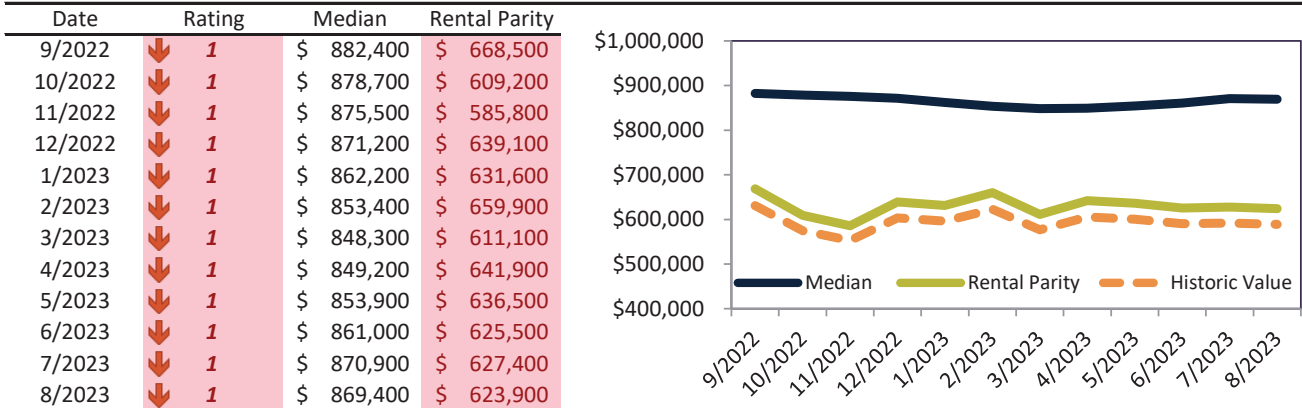 Date Rating Median Rental Parity
9/2022 1 $ 882,400 $ 668,500
10/2022 1 $ 878,700 $ 609,200
11/2022 1 $ 875,500 $ 585,800
12/2022 1 $ 871,200 $ 639,100
1/2023 1 $ 862,200 $ 631,600
2/2023 1 $ 853,400 $ 659,900
3/2023 1 $ 848,300 $ 611,100
4/2023 1 $ 849,200 $ 641,900
5/2023 1 $ 853,900 $ 636,500
6/2023 1 $ 861,000 $ 625,500
7/2023 1 $ 870,900 $ 627,400
8/2023 1 $ 869,400 $ 623,900
$1,000,000
$900,000
$800,000
$700,000
$600,000
$500,000
$400,000
Median Rental Parity Historic Value
9/2022 10/2022 11/2022 12/2022 1/2023 2/2023 3/2023 4/2023 5/2023 6/2023 7/2023 8/2023